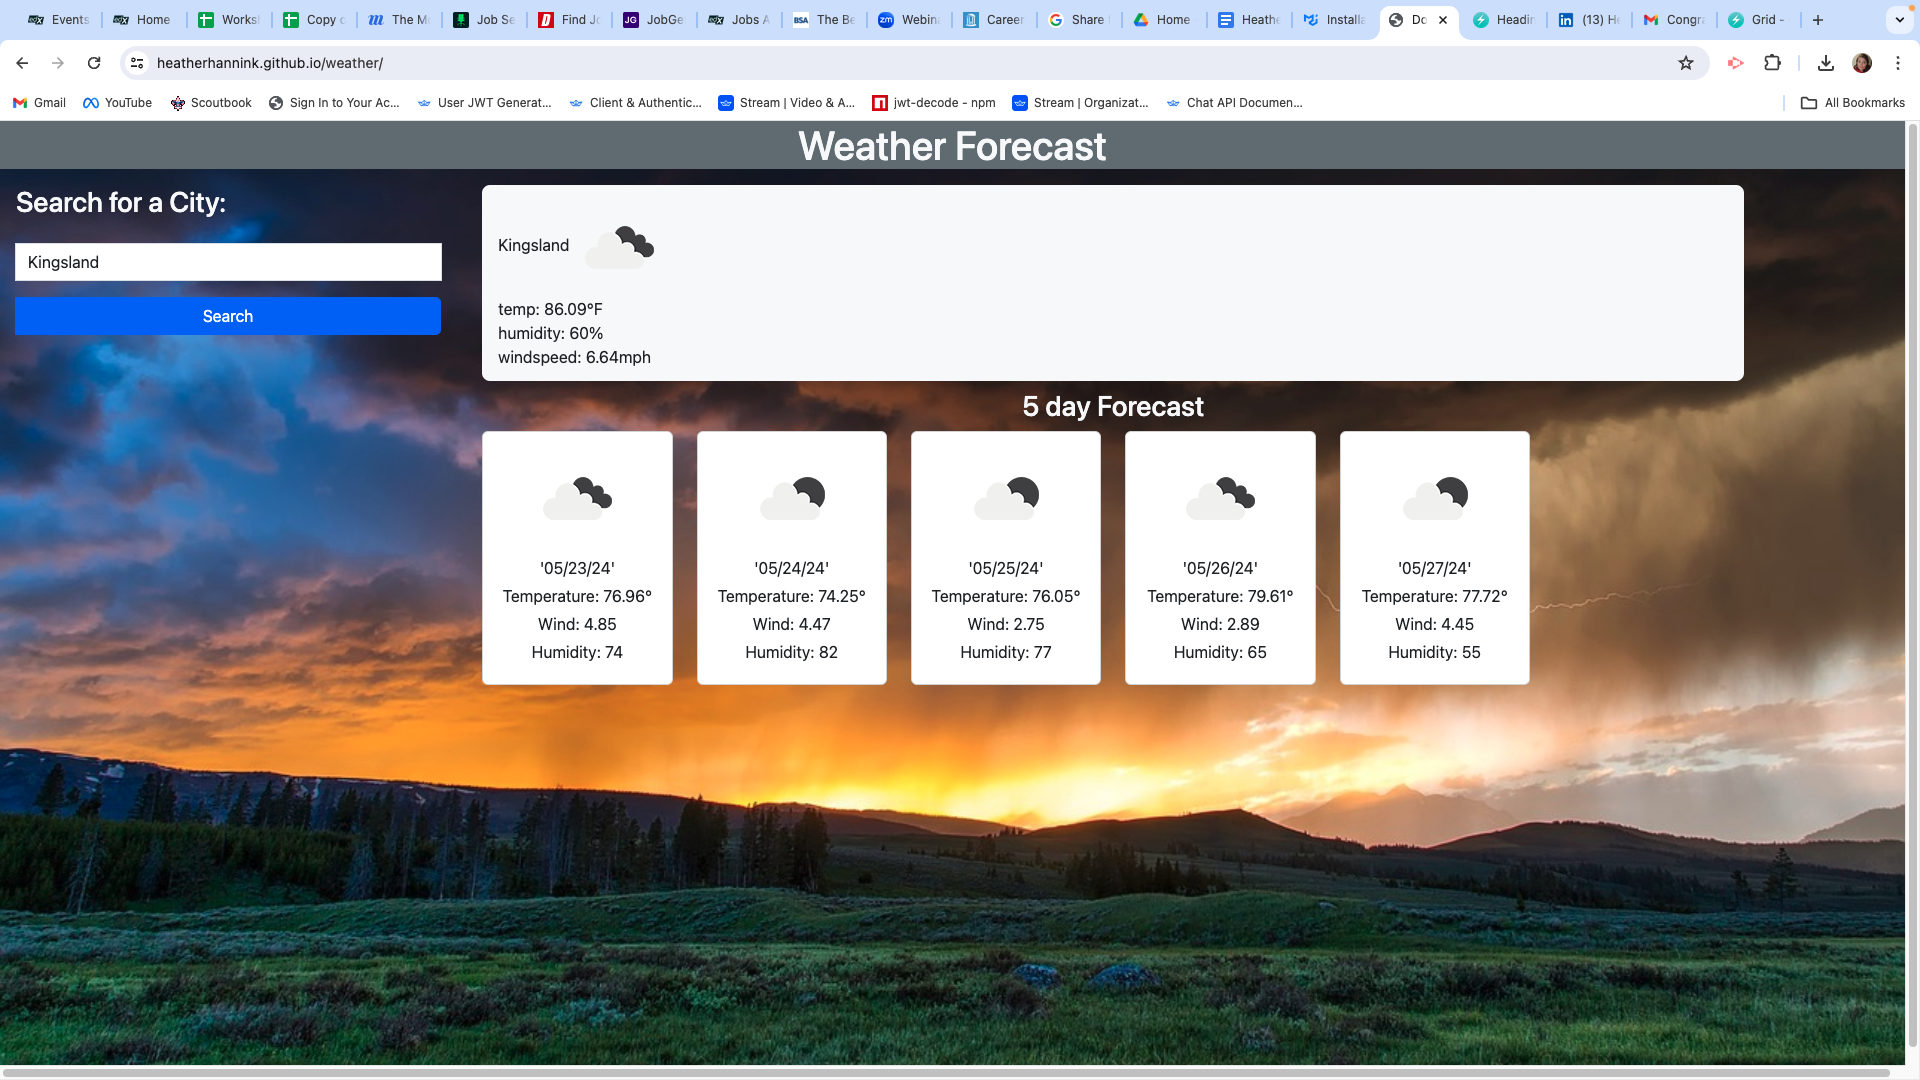 Events
Home
Works
Copy
The M
Job Se
Find Jo
JobGe
Jobs A
The Be
Webin
Career
Share
Home
Heathe
Installa
Do
Headin
(13) H
Congra
Grid -
heatherhannink.github.io/weather/
Gmail
YouTube
Scoutbook
Sign In to Your Ac...
User JWT Generat...
Client & Authentic...
Stream | Video & A...
jwt-decode - npm
Stream | Organizat...
Chat API Documen...
All Bookmarks
Weather Forecast
Search for a City:
Kingsland
Search
Kingsland
temp: 86.09°F
humidity: 60%
windspeed: 6.64mph
5 day Forecast
'05/23/24'
Temperature: 76.96°
Wind: 4.85
Humidity: 74
'05/24/24'
Temperature: 74.25°
Wind: 4.47
Humidity: 82
'05/25/24'
Temperature: 76.05°
Wind: 2.75
Humidity: 77
'05/26/24'
Temperature: 79.61°
Wind: 2.89
Humidity: 65
'05/27/24'
Temperature: 77.72°
Wind: 4.45
Humidity: 55